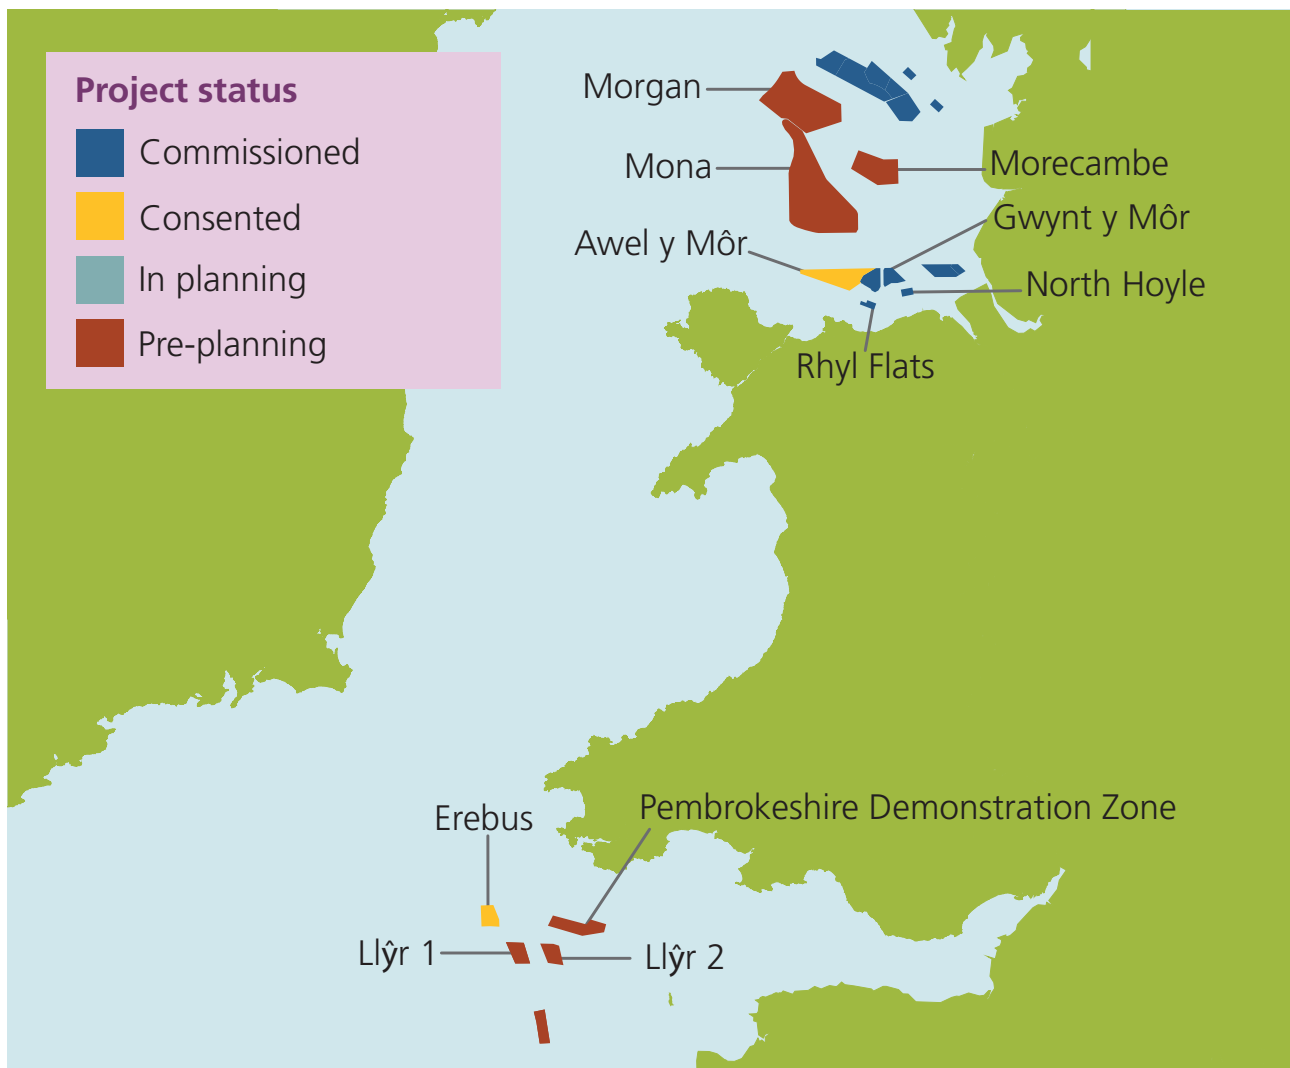 Project status
Commissioned
Consented
In planning
Pre-planning
Morgan
Mona
Morecambe
Gwynt y Môr
Awel y Môr
North Hoyle
Rhyl Flats
Erebus
Pembrokeshire Demonstration Zone
Llŷr 1
Llŷr 2